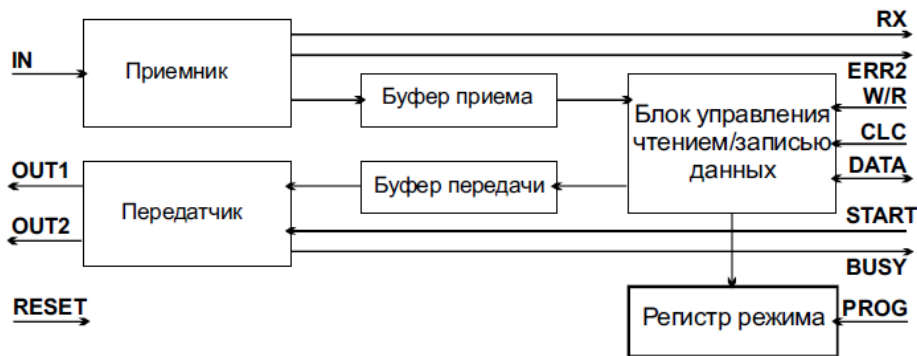 RX
IN
Приемник
ERR2
Буфер приема
W/R
Блок управления
чтением/записью
данных
CLC
OUT1
DATA
Буфер передачи
Передатчик
OUT2
START
BUSY
RESET
Регистр режима
PROG